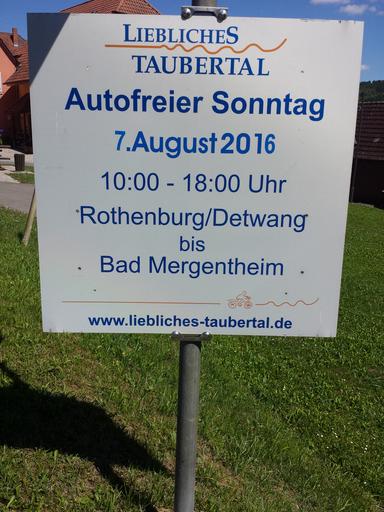 LIEBLICHES
TAUBERTAL
Autofreier Sonntag
7.August 2016
10:00 - 18:00 Uhr
Rothenburg/Detwang
bis
Bad Mergentheim
www.liebliches-taubertal.de